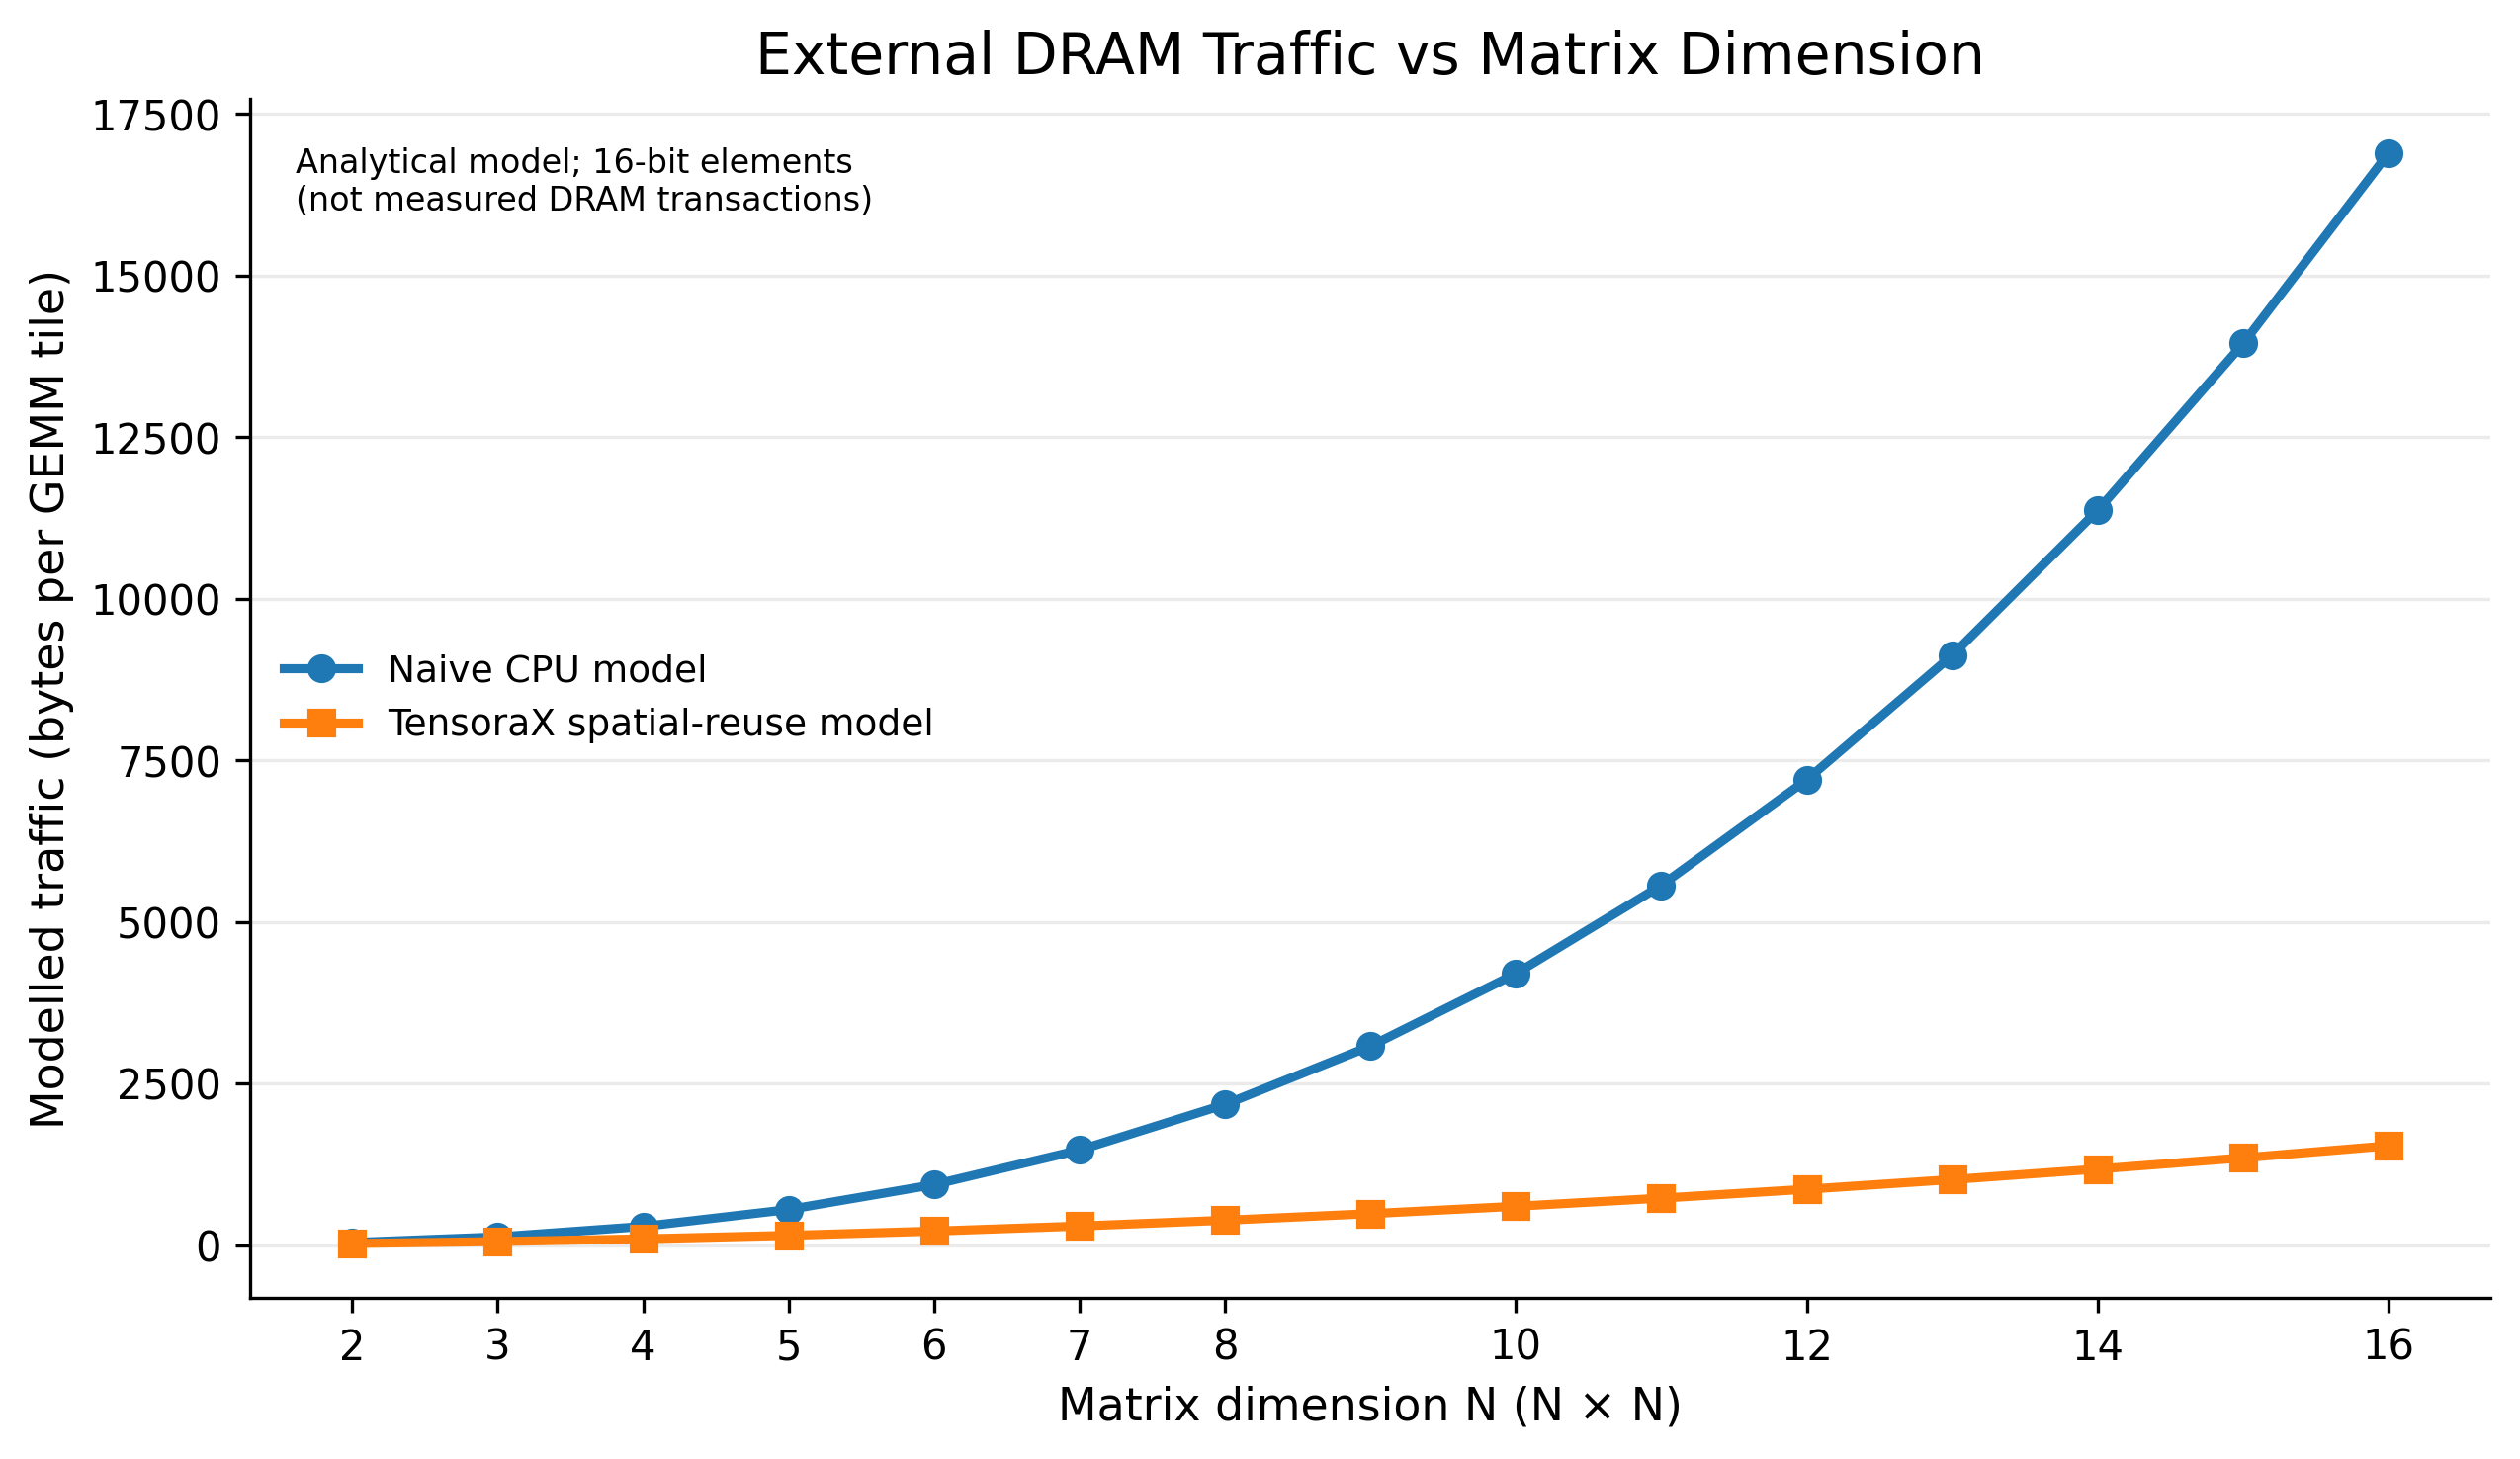 External DRAM Traffic vs Matrix Dimension
Modelled traffic (bytes per GEMM tile)
17500
15000
12500
10000
7500
5000
2500
0
Analytical model; 16-bit elements
(not measured DRAM transactions)
Naive CPU model
TensoraX spatial-reuse model
2 3 4 5 6 7 8 10 12 14 16
Matrix dimension N (N × N)